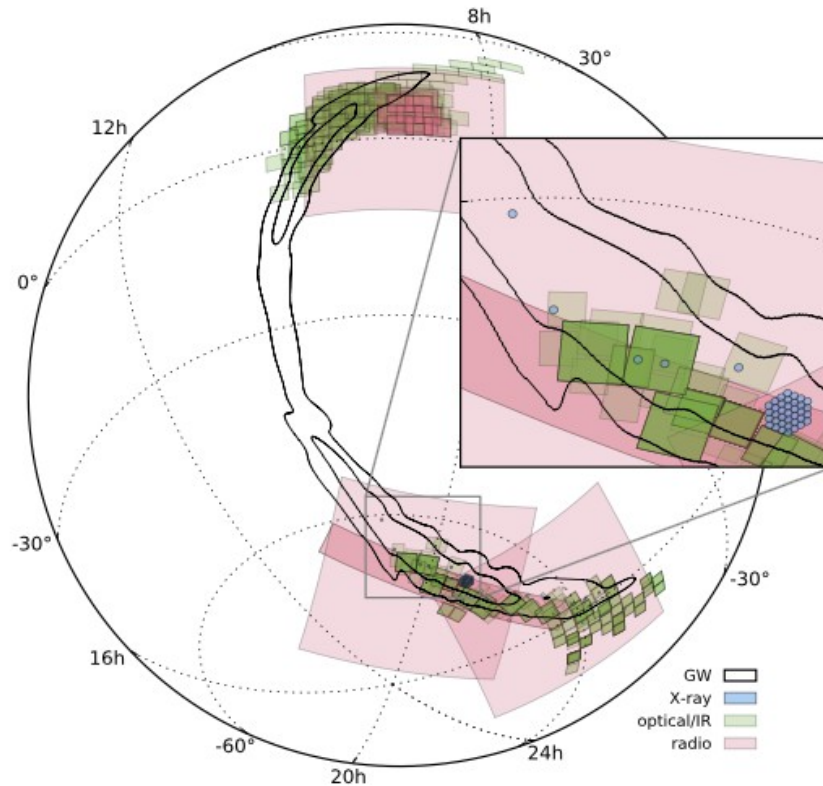 8h
30°
12h
0°
-30°
-30°
16h
-60°
20h
24h
GW
X-ray
optical/IR
radio